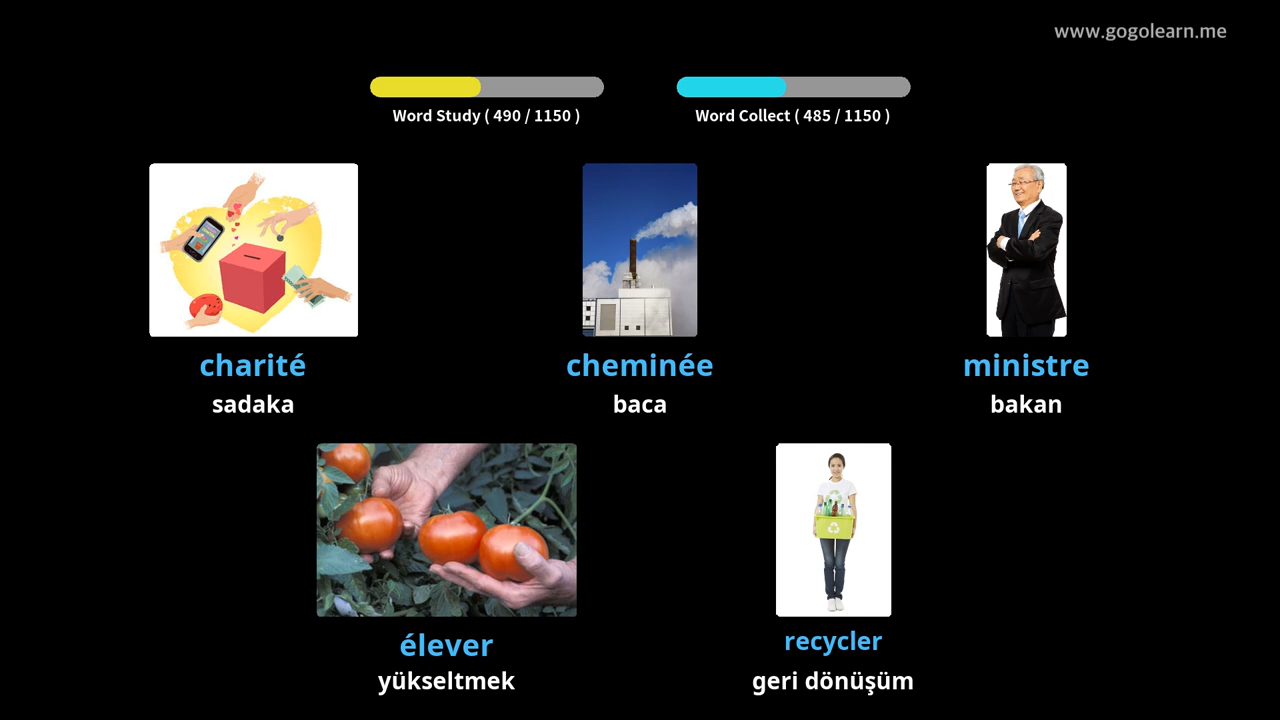 www.gogolearn.me
Word Study ( 490 / 1150 )
Word Collect ( 485 / 1150 )
charité
sadaka
cheminée
baca
ministre
bakan
élever
yükseltmek
recycler
geri dönüşüm